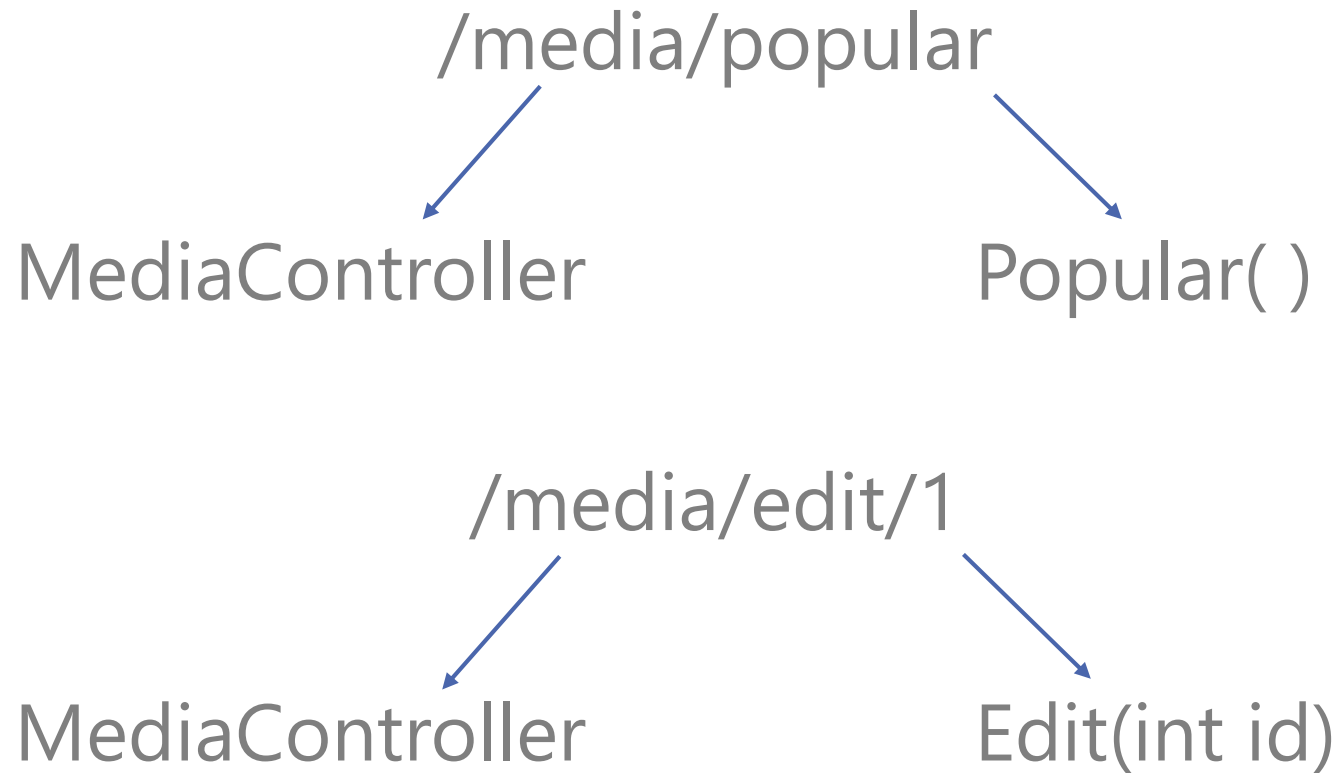 /media/popular
MediaController Popular( )
/media/edit/1
MediaController Edit(int id)